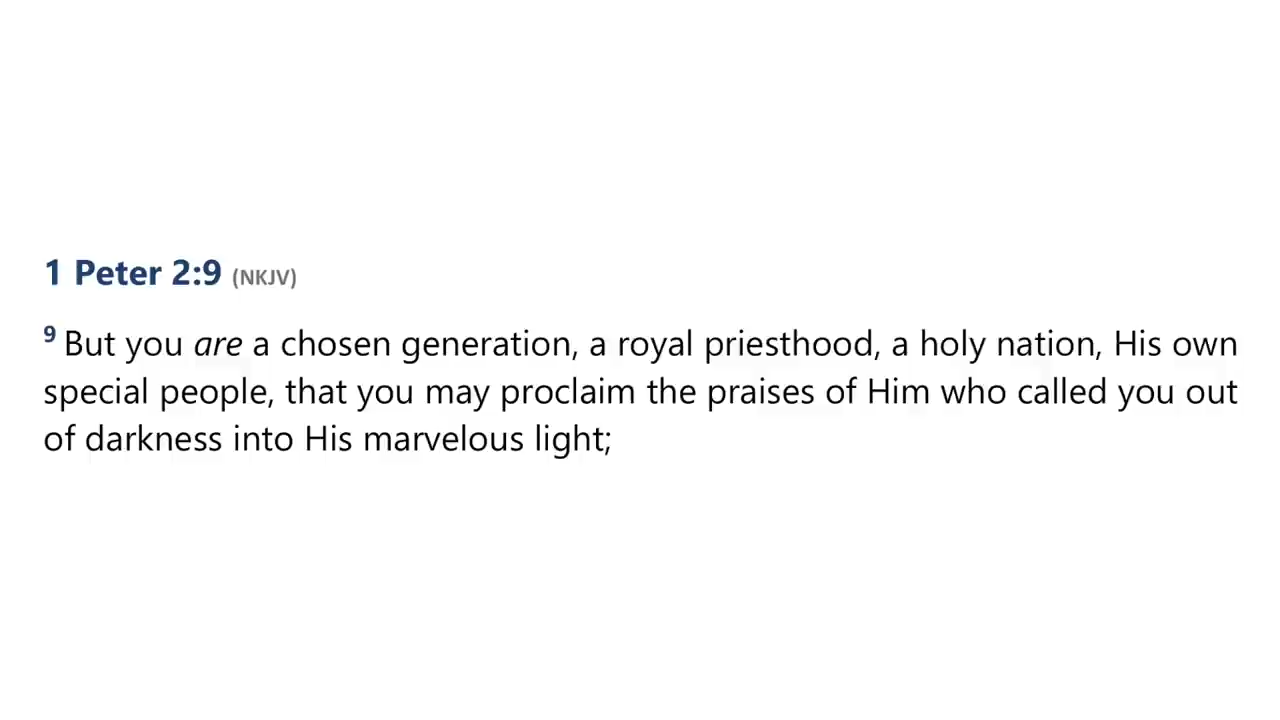 1 Peter 2:9 (NKJV)
9 But you are a chosen generation, a royal priesthood, a holy nation, His own
special people, that you may proclaim the praises of Him who called you out
of darkness into His marvelous light;